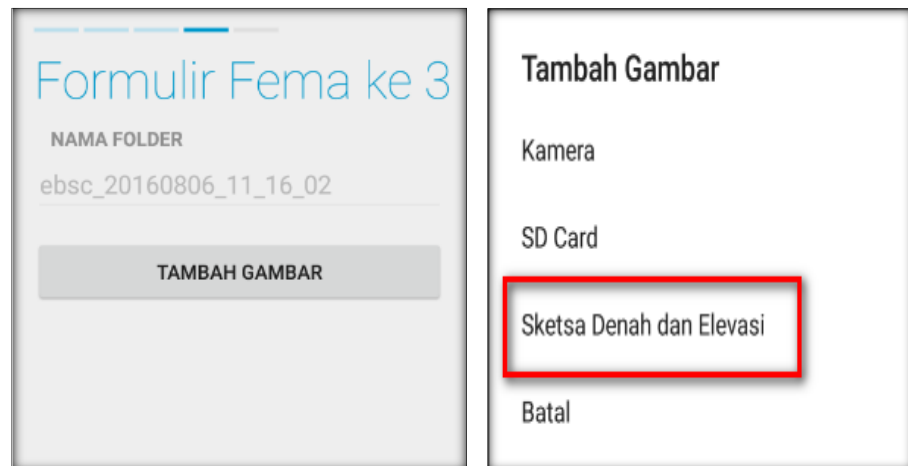 Formulir Fema ke 3
NAMA FOLDER
ebsc_20160806_11_16_02
TAMBAH GAMBAR
Tambah Gambar
Kamera
SD Card
Sketsa Denah dan Elevasi
Batal